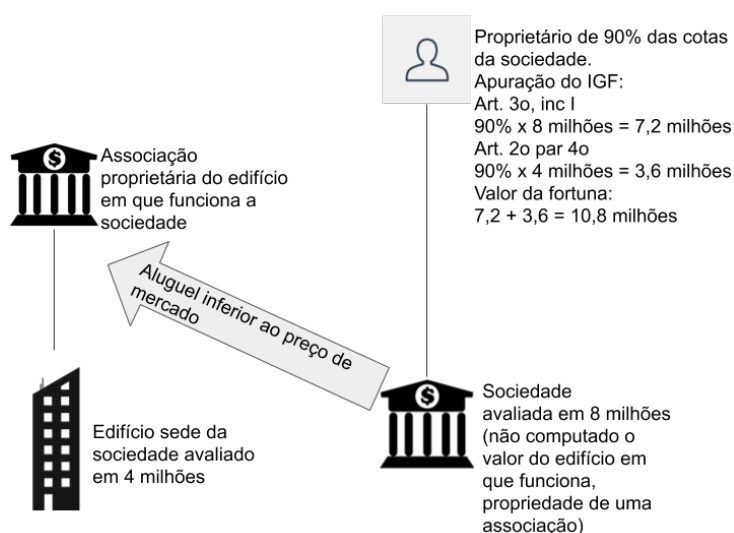 Proprietário de 90% das cotas
da sociedade.
Apuração do IGF:
Art. 3o, inc I
90% x 8 milhões = 7,2 milhões
Art. 2o par 4o
90% x 4 milhões = 3,6 milhões
Valor da fortuna:
7,2 + 3,6 = 10,8 milhões
$
Associação
proprietária do edifício
em que funciona a
sociedade
Aluguel inferior ao preço de
mercado
Edifício sede da
sociedade avaliado
em 4 milhões
$
Sociedade
avaliada em 8 milhões
(não computado o
valor do edifício em
que funciona,
propriedade de uma
associação)